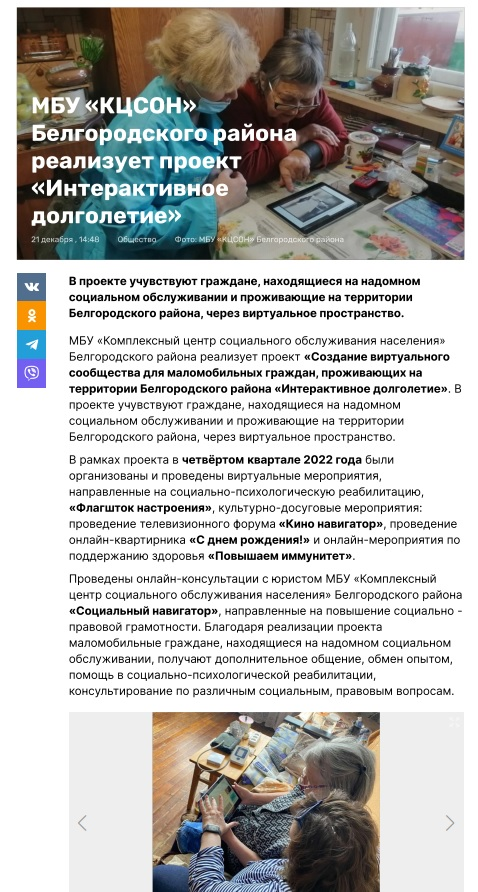 МБУ «КЦСОН»
Белгородского района
реализует проект
«Интерактивное
долголетие»
21 декабря , 14:48 Общество Фото: МБУ «КЦСОН» Белгородского района
В проекте учувствуют граждане, находящиеся на надомном
социальном обслуживании и проживающие на территории
Белгородского района, через виртуальное пространство.
МБУ «Комплексный центр социального обслуживания населения»
Белгородского района реализует проект «Создание виртуального
сообщества для маломобильных граждан, проживающих на
территории Белгородского района «Интерактивное долголетие». В
проекте учувствуют граждане, находящиеся на надомном
социальном обслуживании и проживающие на территории
Белгородского района, через виртуальное пространство.
В рамках проекта в четвёртом квартале 2022 года были
организованы и проведены виртуальные мероприятия,
направленные на социально-психологическую реабилитацию,
«Флагшток настроения», культурно-досуговые мероприятия:
проведение телевизионного форума «Кино навигатор», проведение
онлайн-квартирника «С днем рождения!» и онлайн-мероприятия по
поддержанию здоровья «Повышаем иммунитет».
Проведены онлайн-консультации с юристом МБУ «Комплексный
центр социального обслуживания населения» Белгородского района
«Социальный навигатор», направленные на повышение социально -
правовой грамотности. Благодаря реализации проекта
маломобильные граждане, находящиеся на надомном социальном
обслуживании, получают дополнительное общение, обмен опытом,
помощь в социально-психологической реабилитации,
консультирование по различным социальным, правовым вопросам.